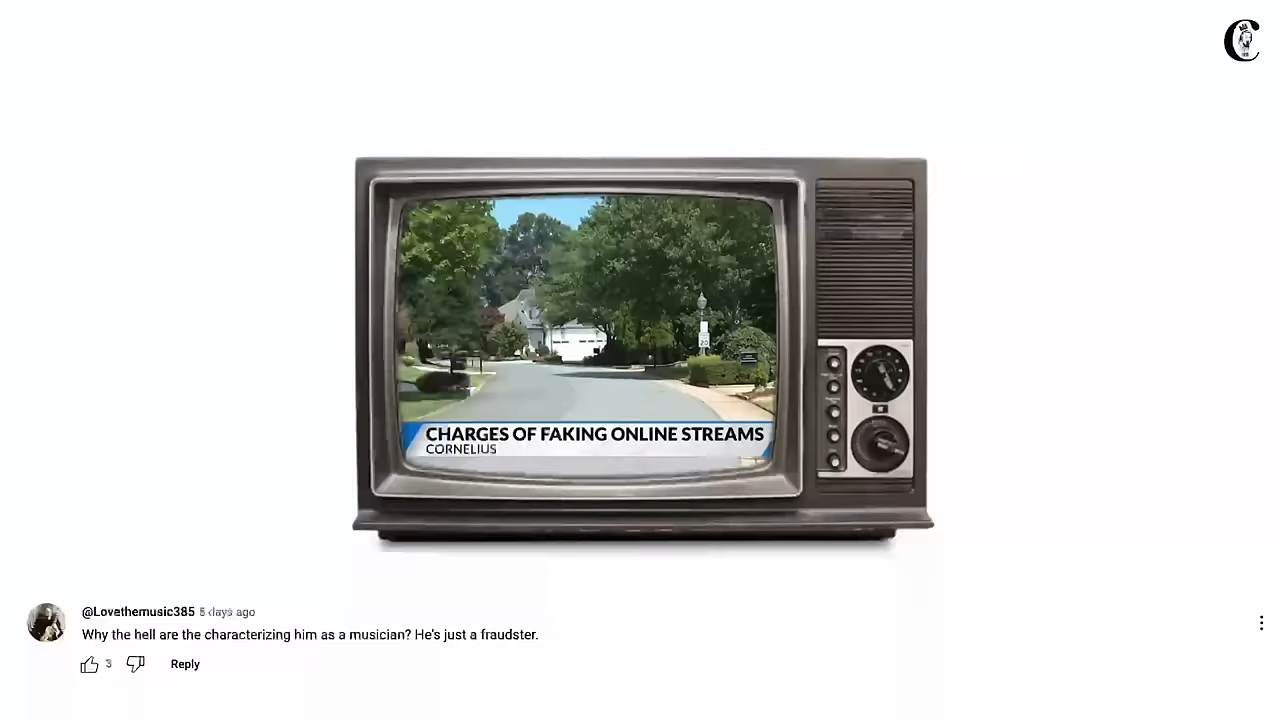 20
CHARGES OF FAKING ONLINE STREAMS
CORNELIUS
@Lovethemusic385 5 days ago
Why the hell are the characterizing him as a musician? He's just a fraudster.
3
Reply